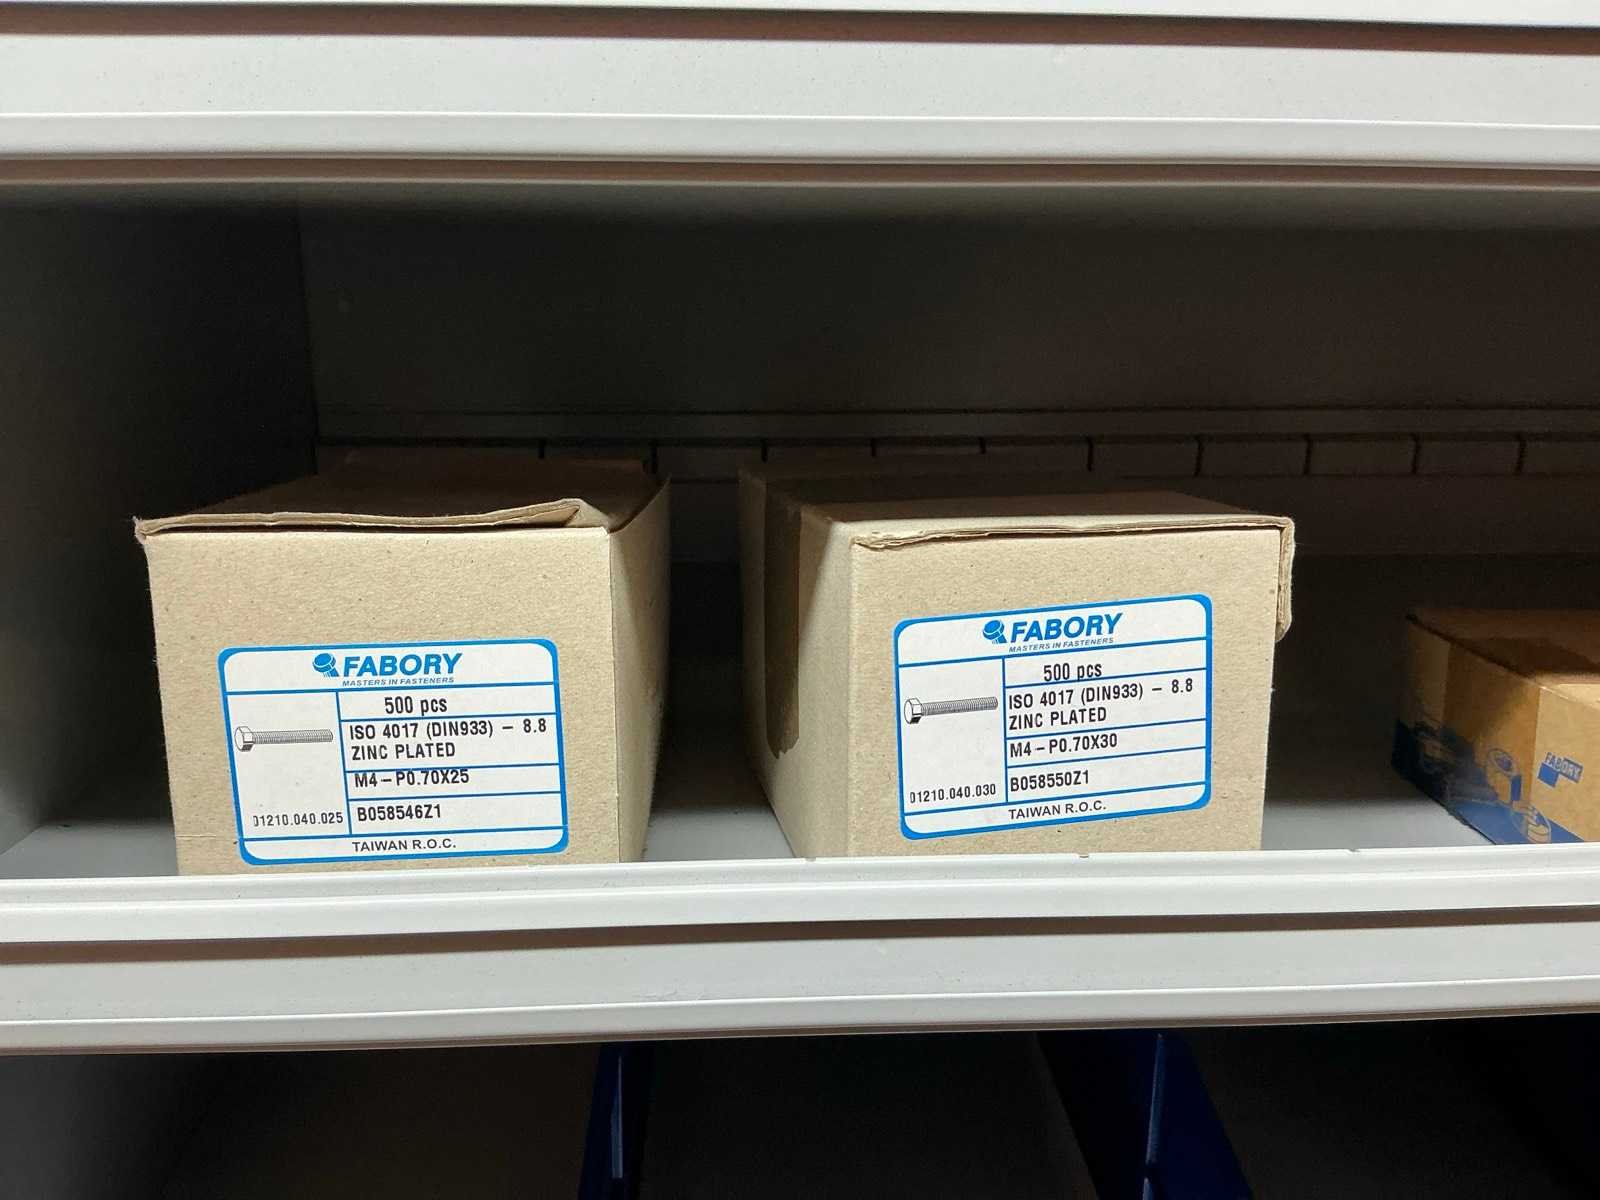 FABORY
MASTERS IN FASTENERS
500 pcs
ISO 4017 (DIN933) – 8.8
ZINC PLATED
M4 – P0.70X25
01210.040.025
B058546Z1
TAIWAN R.O.C.
FABORY
MASTERS IN FASTENERS
500 pcs
ISO 4017 (DIN933) – 8.8
ZINC PLATED
M4 – P0.70X30
01210.040.030
B058550Z1
TAIWAN R.O.C.
FABORY